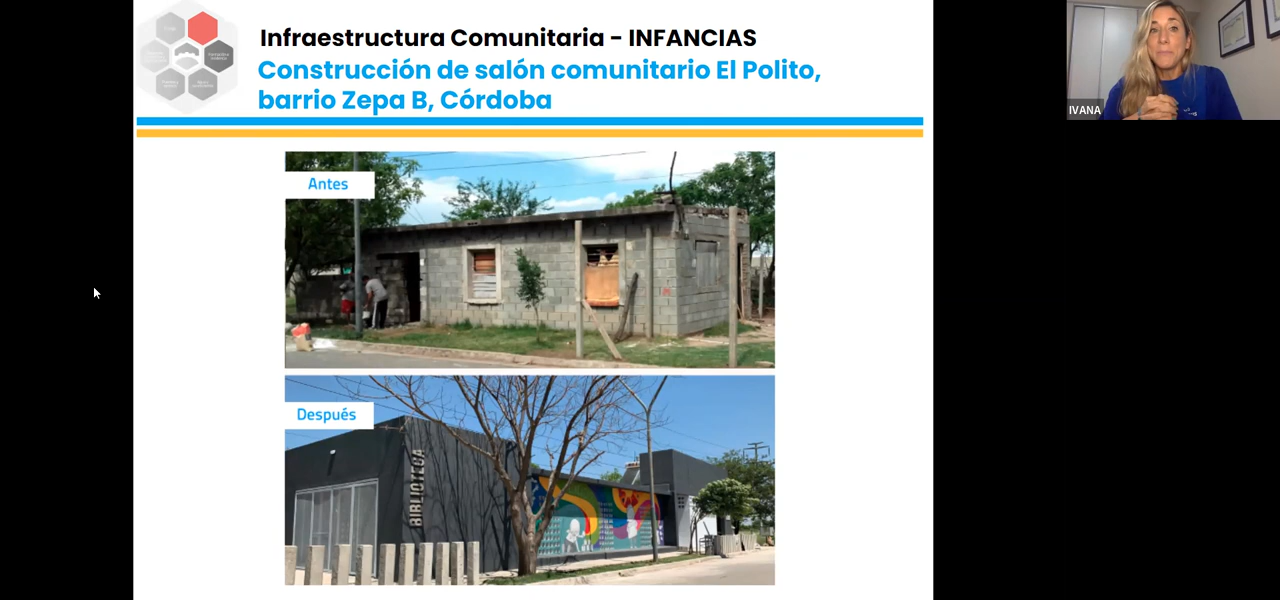 Infraestructura Comunitaria - INFANCIAS
Construcción de salón comunitario El Polito,
barrio Zepa B, Córdoba
IVANA
Antes
Después
BIBLIOTECA